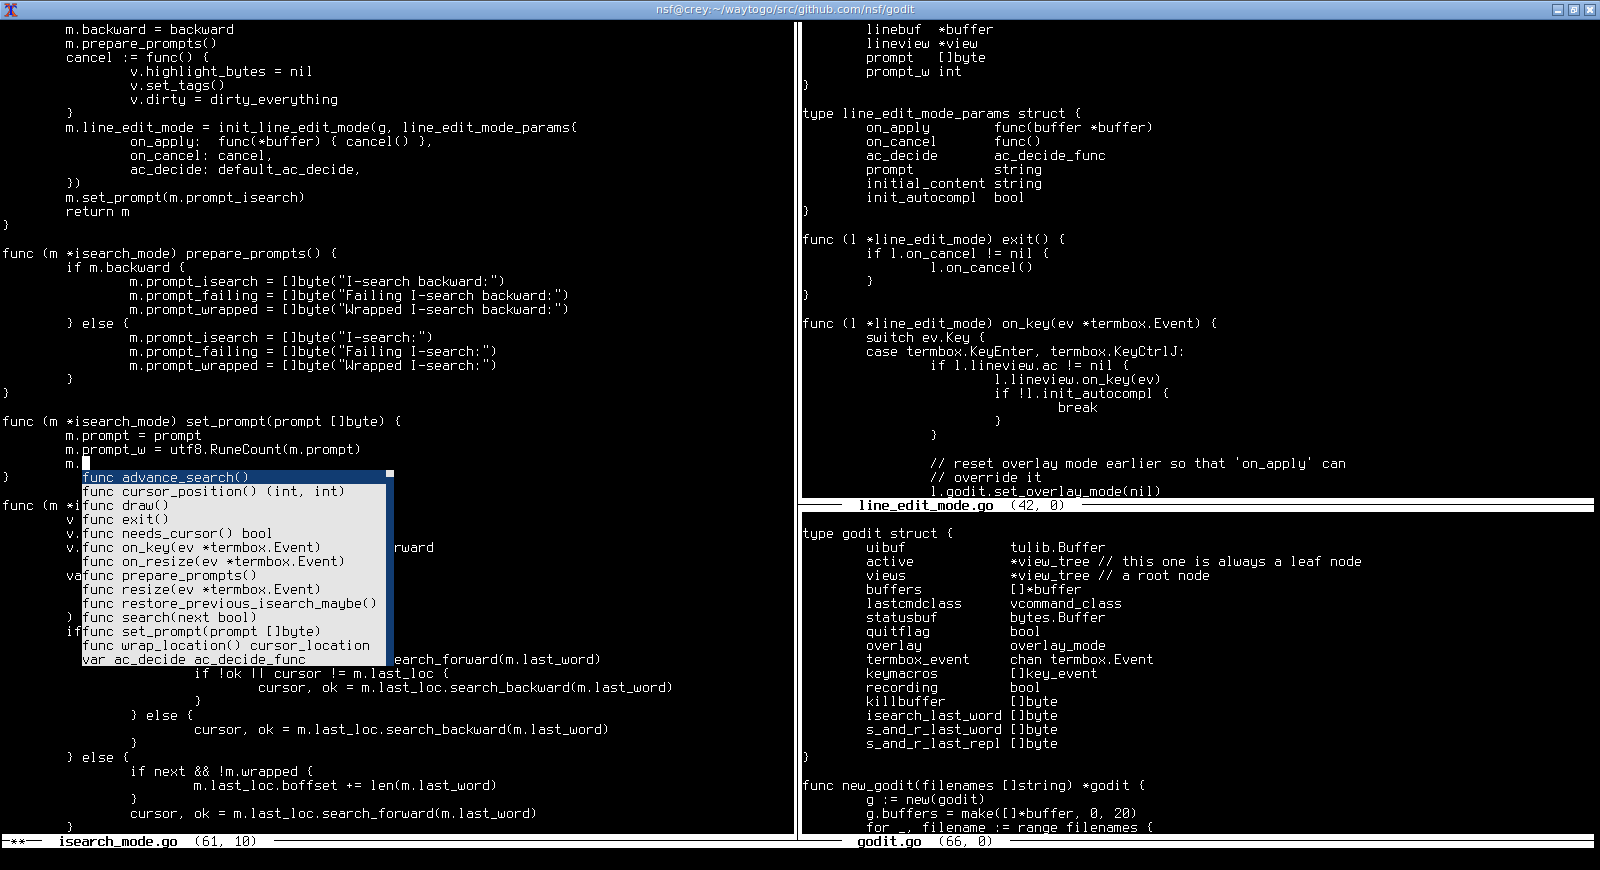 nsf@crey:~/waytogo/src/github.com/nsf/godit
m.backward = backward
m.prepare_prompts()
cancel := func() {
v.highlight_bytes = nil
v.set_tags()
v.dirty = dirty_everything
}
m.line_edit_mode = init_line_edit_mode(g, line_edit_mode_params{
on_apply:  func(*buffer) { cancel() },
on_cancel: cancel,
ac_decide: default_ac_decide,
})
m.set_prompt(m.prompt_isearch)
return m
}
func (m *isearch_mode) prepare_prompts() {
if m.backward {
m.prompt_isearch = []byte("I-search backward:")
m.prompt_failing = []byte("Failing I-search backward:")
m.prompt_wrapped = []byte("Wrapped I-search backward:")
} else {
m.prompt_isearch = []byte("I-search:")
m.prompt_failing = []byte("Failing I-search:")
m.prompt_wrapped = []byte("Wrapped I-search:")
}
}
func (m *isearch_mode) set_prompt(prompt []byte) {
m.prompt = prompt
m.prompt_w = utf8.RuneCount(m.prompt)
m.
}
func advance_search()
func cursor_position() (int, int)
func (m *i
func draw()
v
func exit()
v.
func needs_cursor() bool
v.
func on_key(ev *termbox.Event)
rward
func on_resize(ev *termbox.Event)
va
func prepare_prompts()
func resize(ev *termbox.Event)
func restore_previous_isearch_maybe()
)
func search(next bool)
if
func set_prompt(prompt []byte)
func wrap_location() cursor_location
var ac_decide ac_decide_func
earch_forward(m.last_word)
if !ok || cursor != m.last_loc {
cursor, ok = m.last_loc.search_backward(m.last_word)
}
} else {
cursor, ok = m.last_loc.search_backward(m.last_word)
}
} else {
if next && !m.wrapped {
m.last_loc.boffset += len(m.last_word)
}
cursor, ok = m.last_loc.search_forward(m.last_word)
}
--**-- isearch_mode.go (61, 10)
linebuf  *buffer
lineview *view
prompt   []byte
prompt_w int
}
type line_edit_mode_params struct {
on_apply        func(buffer *buffer)
on_cancel       func()
ac_decide       ac_decide_func
prompt          string
initial_content string
init_autocompl  bool
}
func (l *line_edit_mode) exit() {
if l.on_cancel != nil {
l.on_cancel()
}
}
func (l *line_edit_mode) on_key(ev *termbox.Event) {
switch ev.Key {
case termbox.KeyEnter, termbox.KeyCtrlJ:
if l.lineview.ac != nil {
l.lineview.on_key(ev)
if !l.init_autocompl {
break
}
}
// reset overlay mode earlier so that 'on_apply' can
// override it
l.godit.set_overlay_mode(nil)
line_edit_mode.go (42, 0)
type godit struct {
uibuf             tulib.Buffer
active            *view_tree // this one is always a leaf node
views             *view_tree // a root node
buffers           []*buffer
lastcmdclass      vcommand_class
statusbuf         bytes.Buffer
quitflag          bool
overlay           overlay_mode
termbox_event     chan termbox.Event
keymacros         []key_event
recording         bool
killbuffer        []byte
isearch_last_word []byte
s_and_r_last_word []byte
s_and_r_last_repl []byte
}
func new_godit(filenames []string) *godit {
g := new(godit)
g.buffers = make([]*buffer, 0, 20)
for _, filename := range filenames {
godit.go (66, 0)